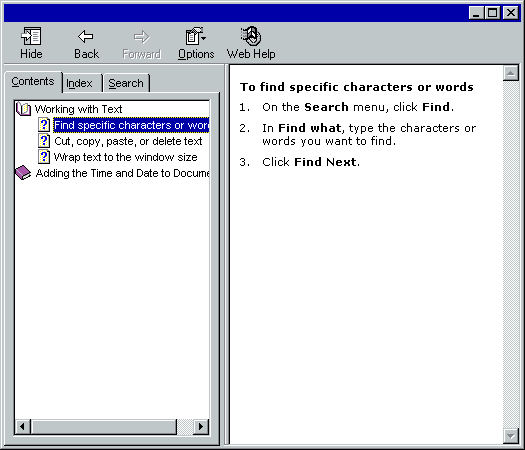 Hide Back Forward Options Web Help
Contents Index Search
Working with Text
Find specific characters or wor
Cut, copy, paste, or delete text
Wrap text to the window size
Adding the Time and Date to Docume
To find specific characters or words
1. On the Search menu, click Find.
2. In Find what, type the characters or
words you want to find.
3. Click Find Next.